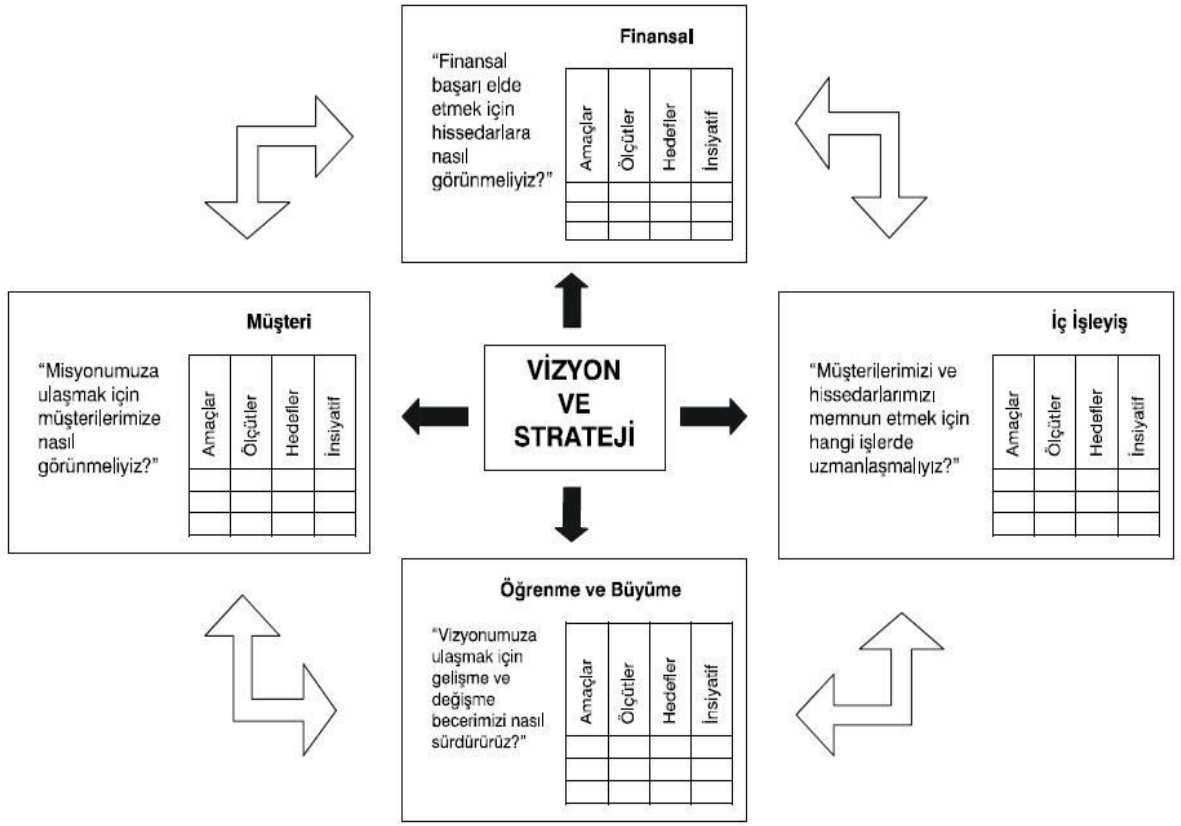 Finansal
“Finansal
başarı elde
etmek için
hissedarlara
nasıl
görünmeliyiz?”
Amaçlar
Ölçütler
Hedefler
İnsiyatif
Müşteri
“Misyonumuza
ulaşmak için
müşterilerimize
nasıl
görünmeliyiz?”
Amaçlar
Ölçütler
Hedefler
İnsiyatif
VİZYON
VE
STRATEJİ
İç İşleyiş
“Müşterilerimizi ve
hissedarlarımızı
memnun etmek için
hangi işlerde
uzmanlaşmalıyız?”
Amaçlar
Ölçütler
Hedefler
İnsiyatif
Öğrenme ve Büyüme
“Vizyonumuza
ulaşmak için
gelişme ve
değişme
becerimizi nasıl
sürdürürüz?”
Amaçlar
Ölçütler
Hedefler
İnsiyatif